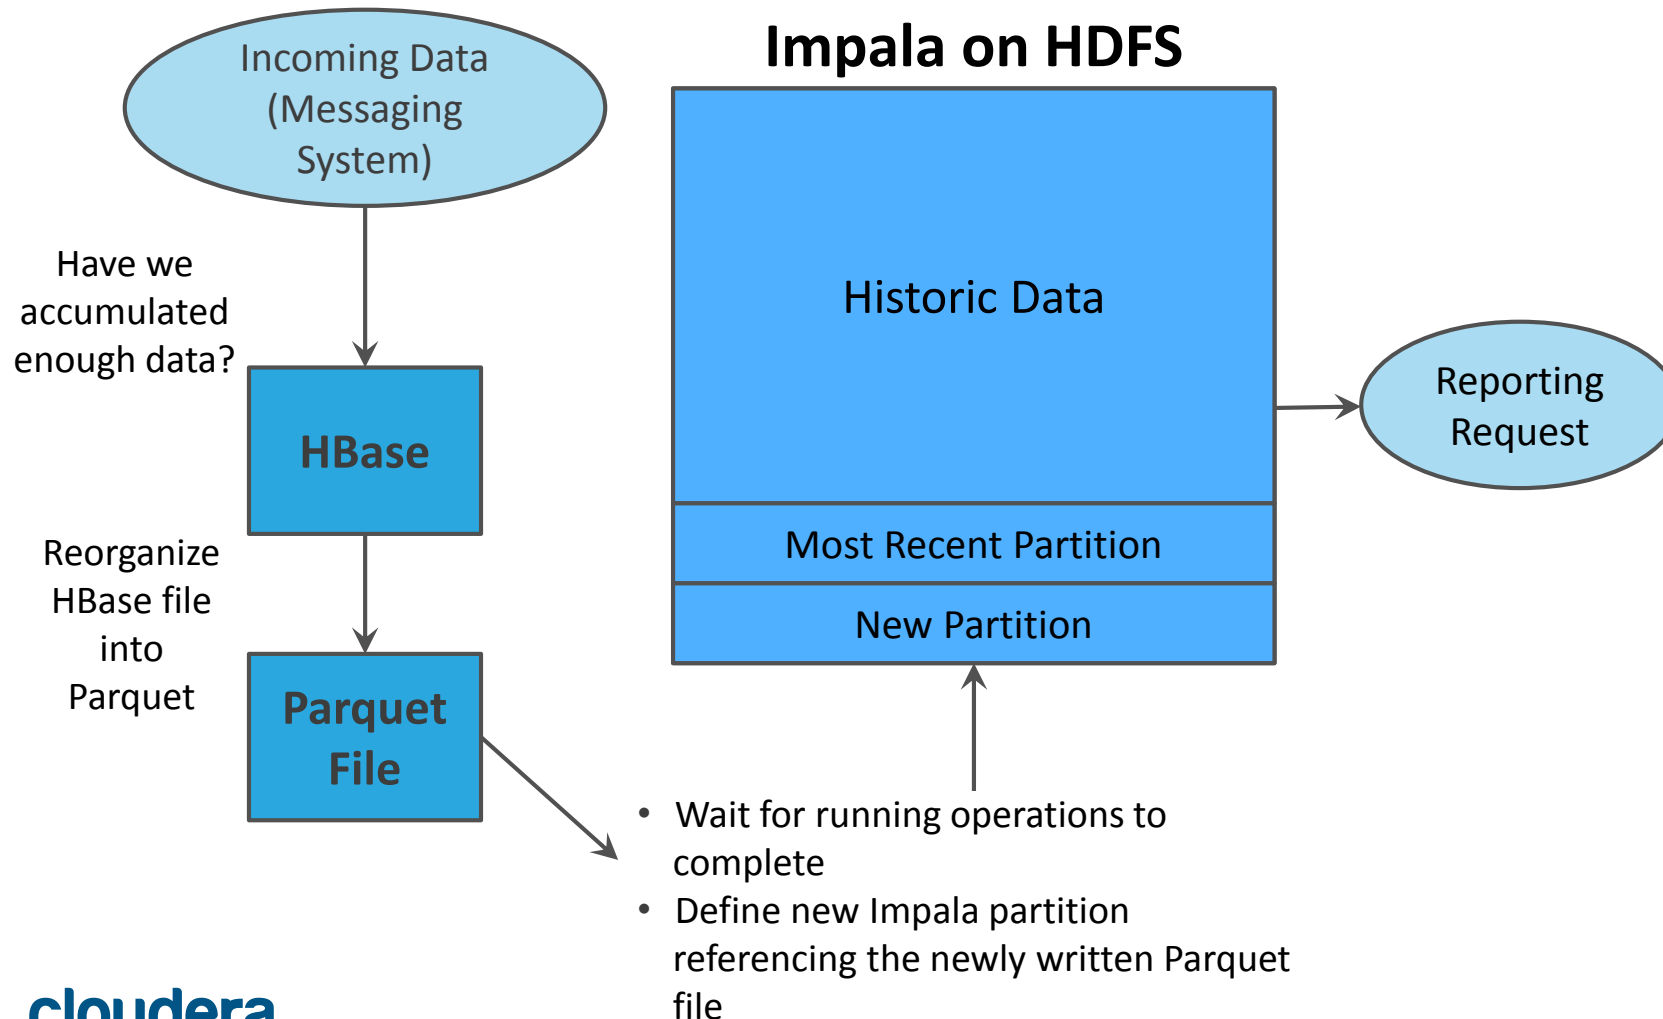 Incoming Data
(Messaging
System)
Impala on HDFS
Have we
accumulated
enough data?
Historic Data
HBase
Reporting
Request
Reorganize
HBase file
into
Parquet
Most Recent Partition
New Partition
Parquet
File
• Wait for running operations to
complete
• Define new Impala partition
referencing the newly written Parquet
file
cloudera